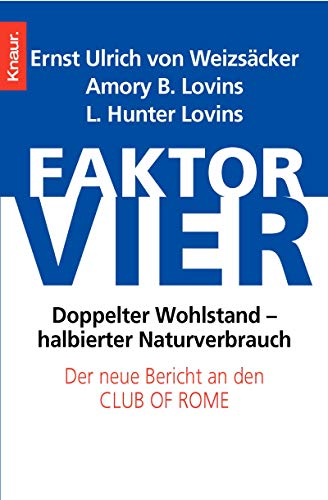 Knaur.
Ernst Ulrich von Weizsäcker
Amory B. Lovins
L. Hunter Lovins
FAKTOR
VIER
Doppelter Wohlstand –
halbierter Naturverbrauch
Der neue Bericht an den
CLUB OF ROME